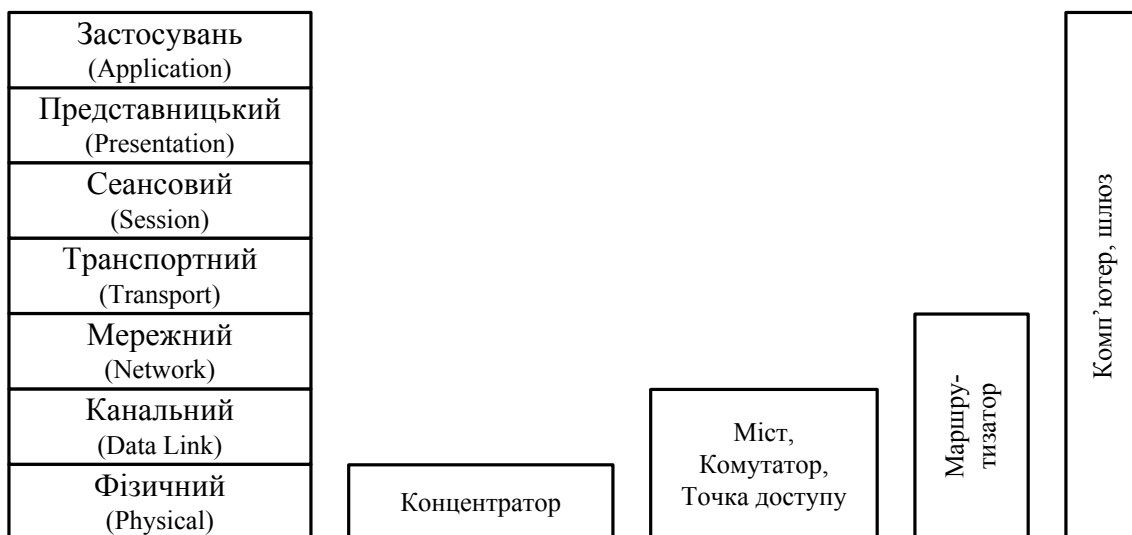 Застосувань
(Application)
Представницький
(Presentation)
Сеансовий
(Session)
Транспортний
(Transport)
Мережний
(Network)
Канальний
(Data Link)
Фізичний
(Physical)
Концентратор
Міст,
Комутатор,
Точка доступу
Маршру-
тизатор
Комп’ютер, шлюз